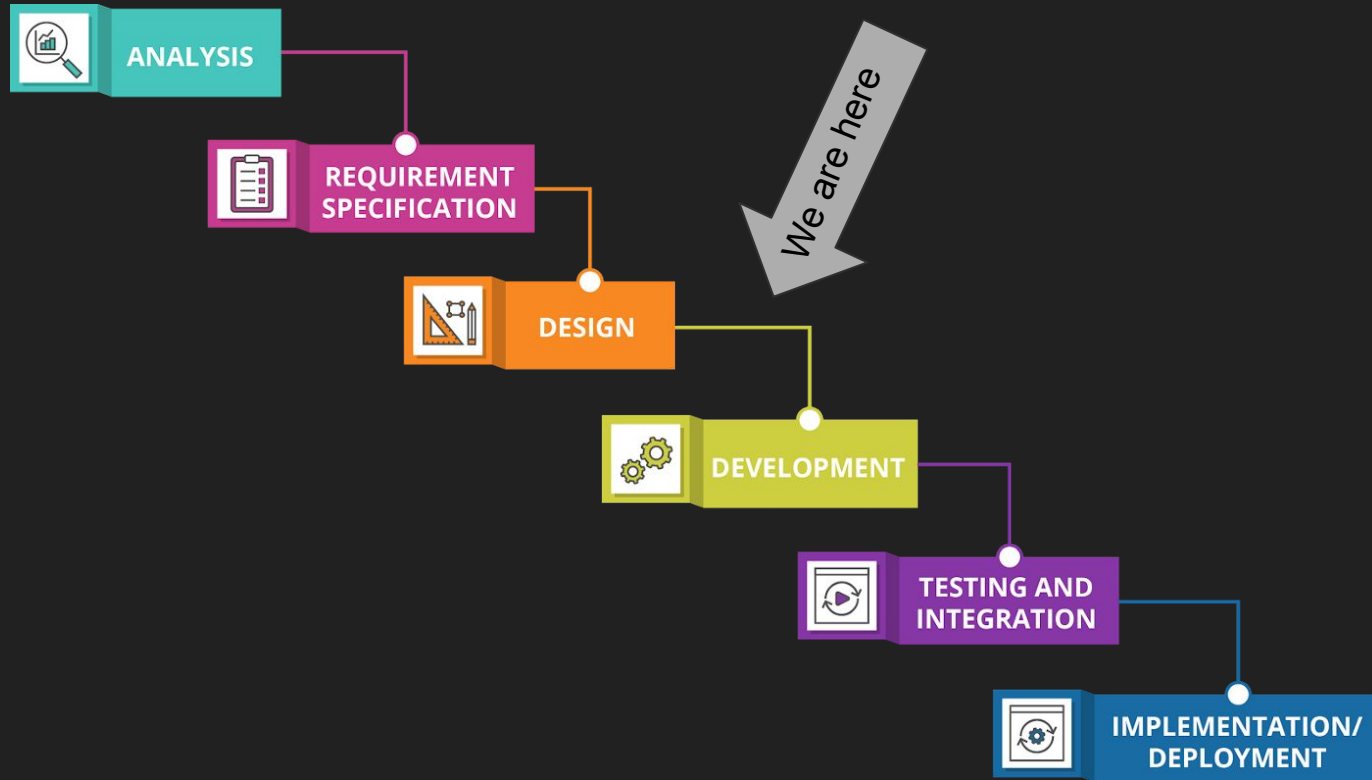 ANALYSIS
We are here
REQUIREMENT
SPECIFICATION
DESIGN
DEVELOPMENT
TESTING AND
INTEGRATION
IMPLEMENTATION/
DEPLOYMENT